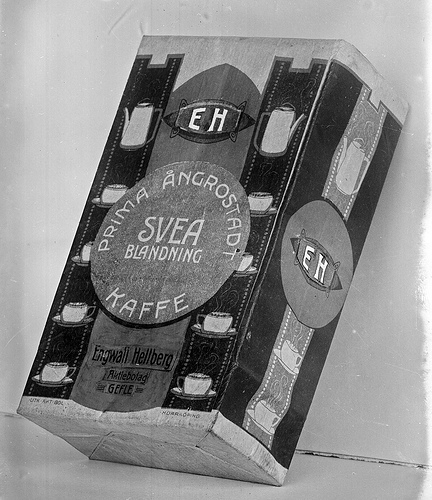 EH
PRIMA ÅNGROSTADT
SVEA
BLANDNING
KAFFE
Engwall Hellberg
Aktiebolag
GEFLE
EH